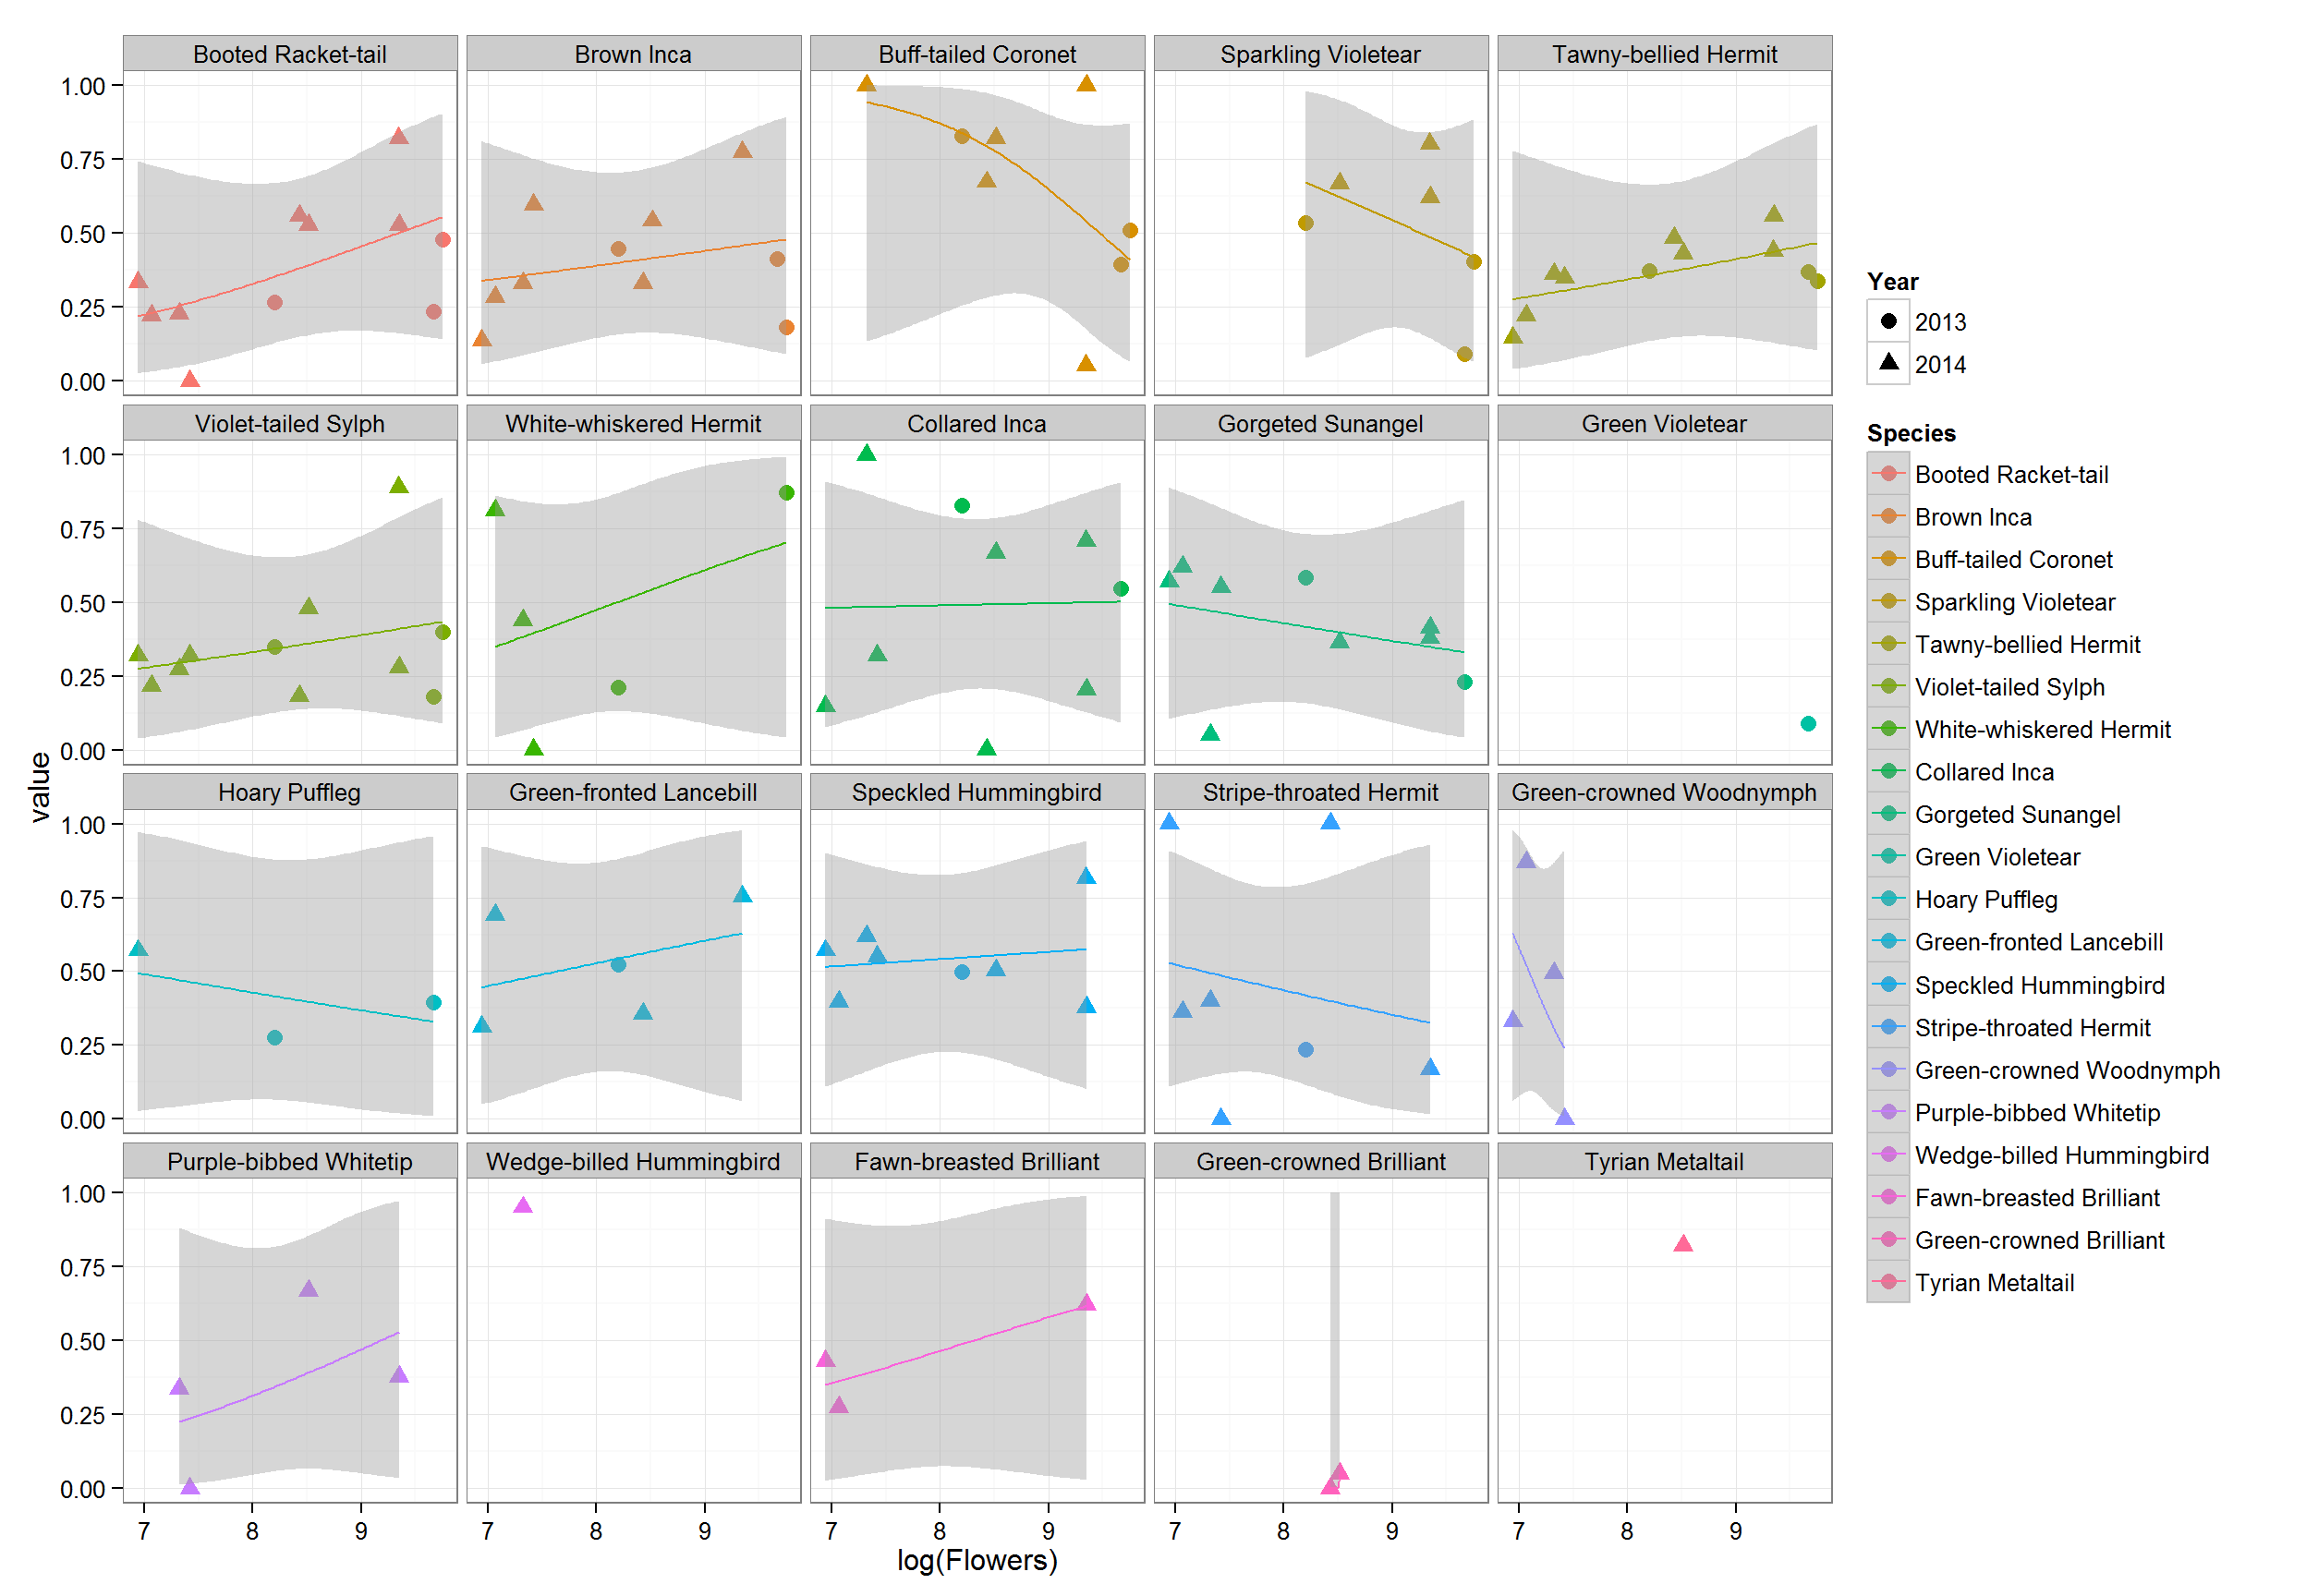 Booted Racket-tail
Brown Inca
Buff-tailed Coronet
Sparkling Violetear
Tawny-bellied Hermit
1.00
0.75
0.50
0.25
0.00
Violet-tailed Sylph
White-whiskered Hermit
Collared Inca
Gorgeted Sunangel
Green Violetear
1.00
0.75
0.50
0.25
0.00
Hoary Puffleg
Green-fronted Lancebill
Speckled Hummingbird
Stripe-throated Hermit
Green-crowned Woodnymph
1.00
0.75
0.50
0.25
0.00
Purple-bibbed Whitetip
Wedge-billed Hummingbird
Fawn-breasted Brilliant
Green-crowned Brilliant
Tyrian Metaltail
1.00
0.75
0.50
0.25
0.00
7 8 9
7 8 9
7 8 9
7 8 9
7 8 9
value
log(Flowers)
Year
2013
2014
Species
Booted Racket-tail
Brown Inca
Buff-tailed Coronet
Sparkling Violetear
Tawny-bellied Hermit
Violet-tailed Sylph
White-whiskered Hermit
Collared Inca
Gorgeted Sunangel
Green Violetear
Hoary Puffleg
Green-fronted Lancebill
Speckled Hummingbird
Stripe-throated Hermit
Green-crowned Woodnymph
Purple-bibbed Whitetip
Wedge-billed Hummingbird
Fawn-breasted Brilliant
Green-crowned Brilliant
Tyrian Metaltail